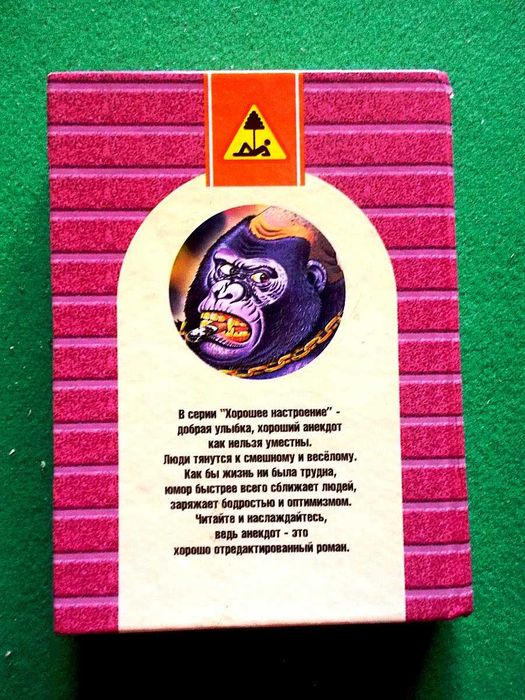 В серии "Хорошее настроение" -
добрая улыбка, хороший анекдот
как нельзя уместны.
Люди тянутся к смешному и весёлому.
Как бы жизнь ни была трудна,
юмор быстрее всего сближает людей,
заряжает бодростью и оптимизмом.
Читайте и наслаждайтесь,
ведь анекдот - это
хорошо отредактированный роман.